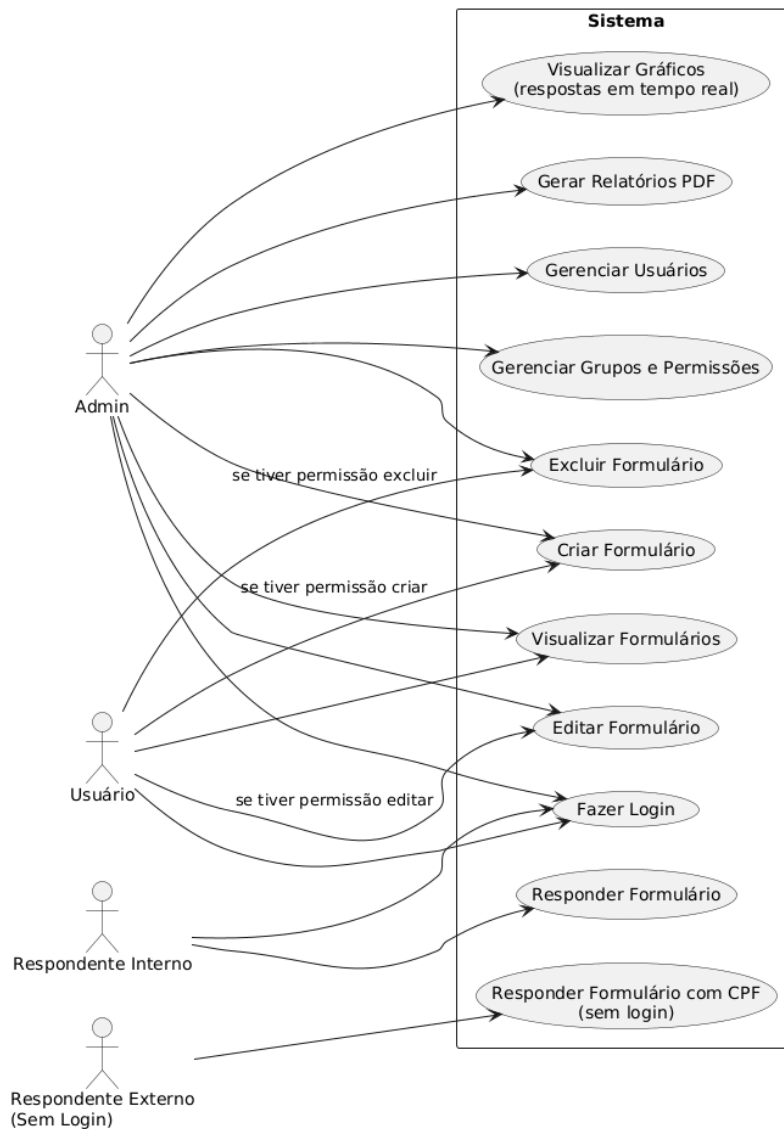 Sistema
Visualizar Gráficos
(respostas em tempo real)
Gerar Relatórios PDF
Gerenciar Usuários
Gerenciar Grupos e Permissões
Admin
Excluir Formulário
se tiver permissão excluir
Criar Formulário
se tiver permissão criar
Visualizar Formulários
Editar Formulário
Usuário
se tiver permissão editar
Fazer Login
Responder Formulário
Respondente Interno
Responder Formulário com CPF
(sem login)
Respondente Externo
(Sem Login)